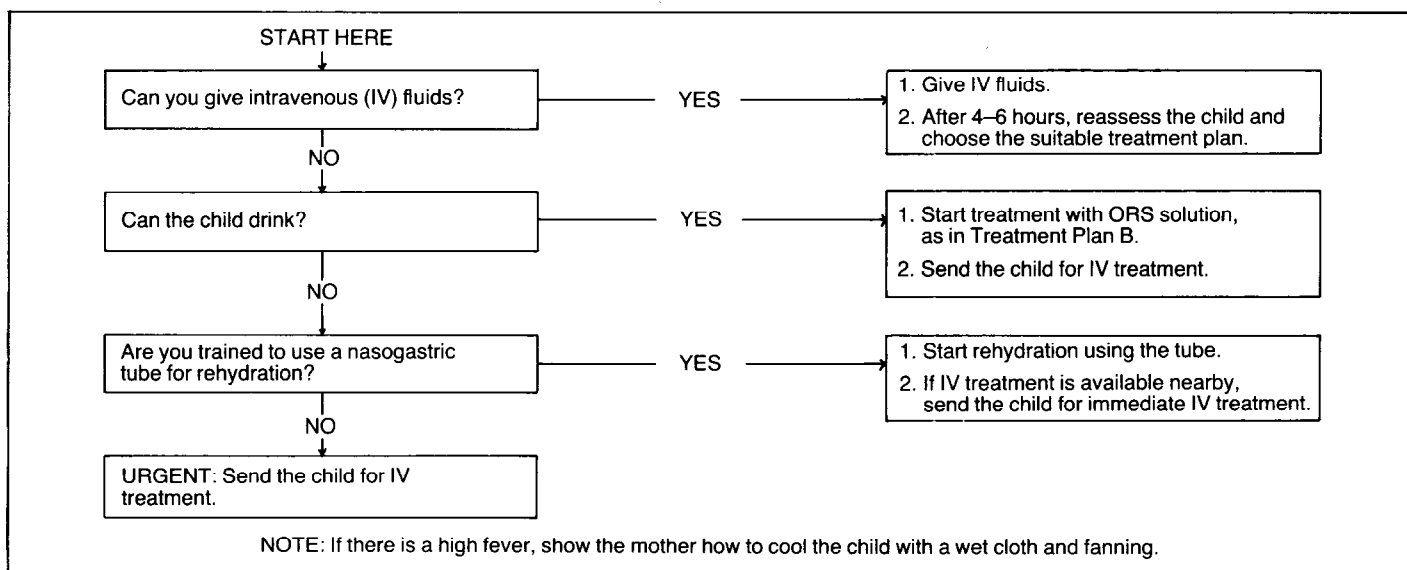 START HERE
Can you give intravenous (IV) fluids?
YES
1. Give IV fluids.
2. After 4–6 hours, reassess the child and
choose the suitable treatment plan.
NO
Can the child drink?
YES
1. Start treatment with ORS solution,
as in Treatment Plan B.
2. Send the child for IV treatment.
NO
Are you trained to use a nasogastric
tube for rehydration?
YES
1. Start rehydration using the tube.
2. If IV treatment is available nearby,
send the child for immediate IV treatment.
NO
URGENT: Send the child for IV
treatment.
NOTE: If there is a high fever, show the mother how to cool the child with a wet cloth and fanning.